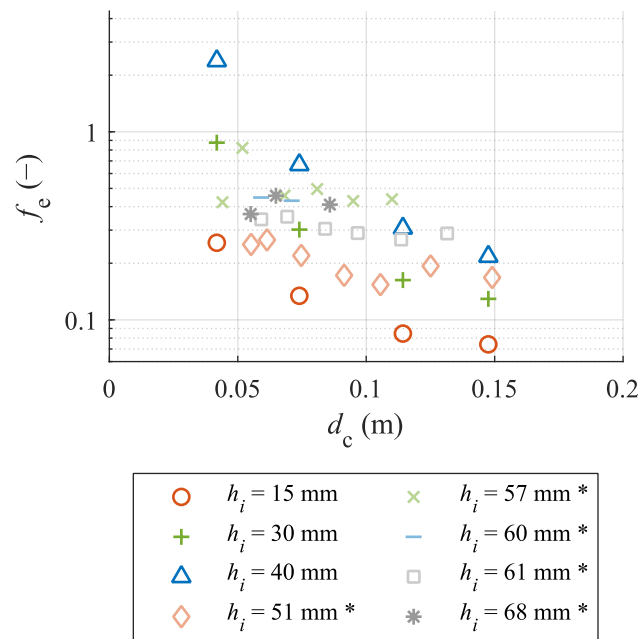 f_e (−)
1
0.1
0 0.05 0.1 0.15 0.2
d_c (m)
h_i = 15 mm
h_i = 30 mm
h_i = 40 mm
h_i = 51 mm *
h_i = 57 mm *
h_i = 60 mm *
h_i = 61 mm *
h_i = 68 mm *